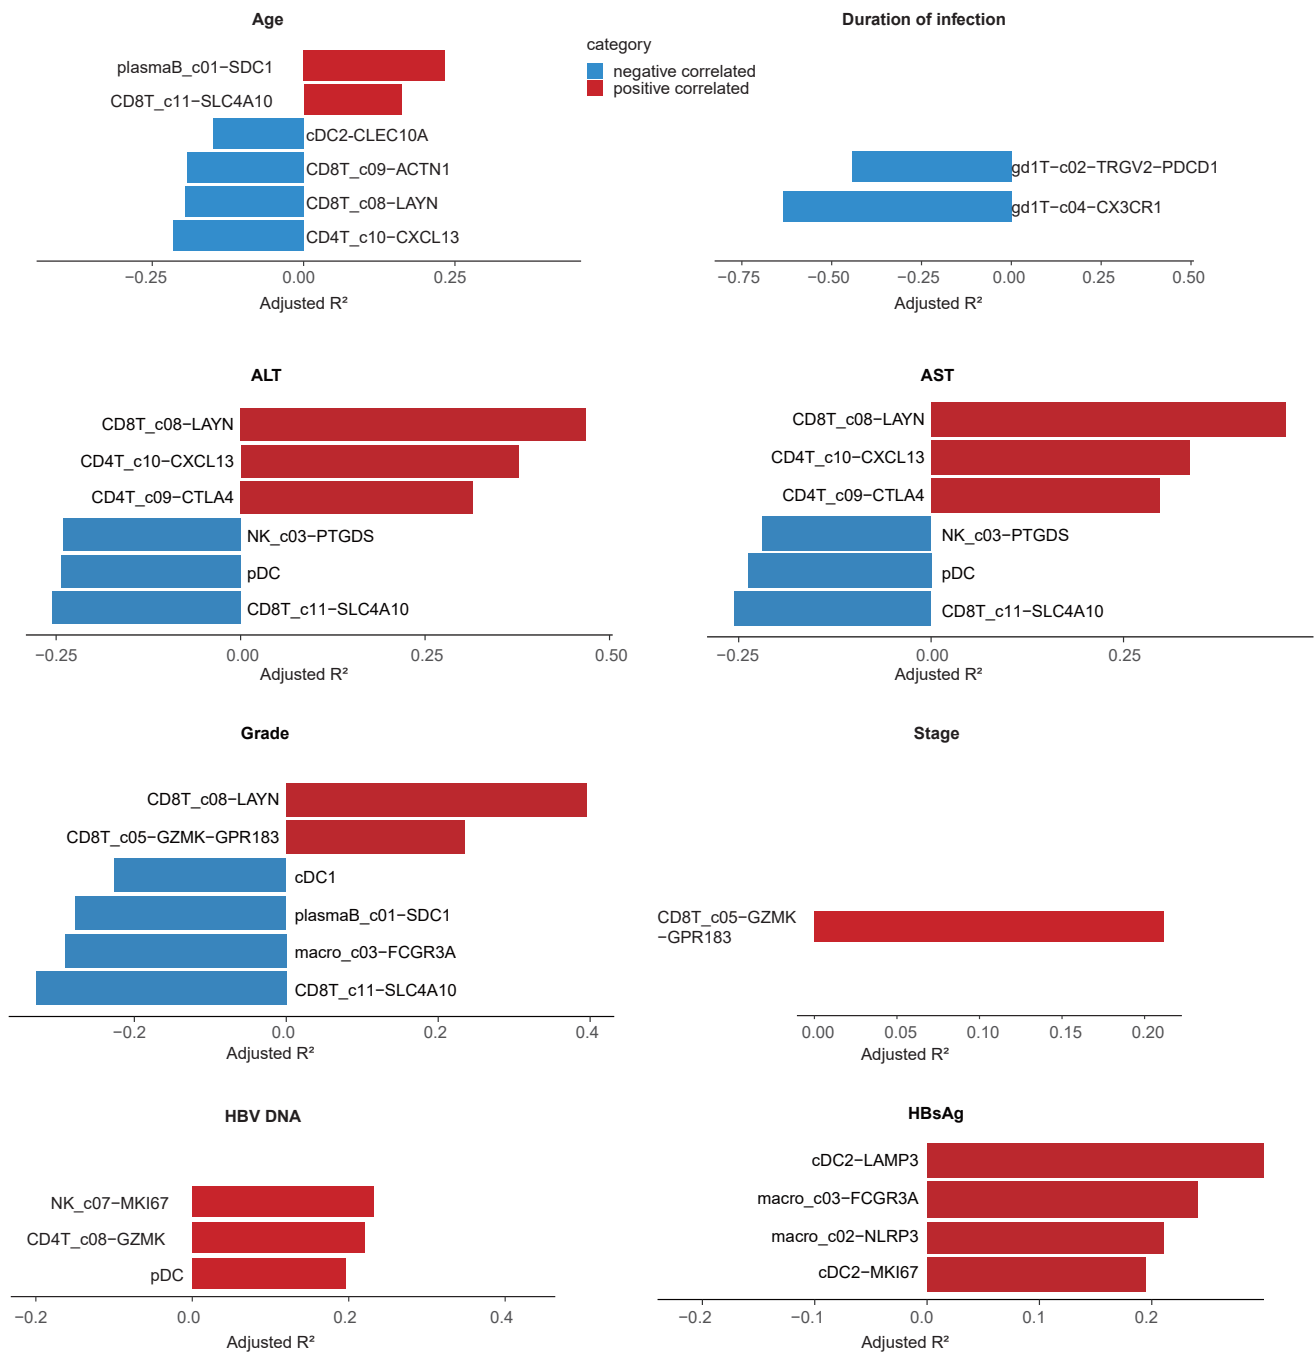 Age
plasmaB_c01−SDC1
CD8T_c11−SLC4A10
cDC2-CLEC10A
CD8T_c09−ACTN1
CD8T_c08−LAYN
CD4T_c10−CXCL13
−0.25 0.00 0.25
Adjusted R²
category
negative correlated
positive correlated
Duration of infection
gd1T−c02−TRGV2−PDCD1
gd1T−c04−CX3CR1
−0.75 −0.50 −0.25 0.00 0.25 0.50
Adjusted R²
ALT
CD8T_c08−LAYN
CD4T_c10−CXCL13
CD4T_c09−CTLA4
NK_c03−PTGDS
pDC
CD8T_c11−SLC4A10
−0.25 0.00 0.25 0.50
Adjusted R²
AST
CD8T_c08−LAYN
CD4T_c10−CXCL13
CD4T_c09−CTLA4
NK_c03−PTGDS
pDC
CD8T_c11−SLC4A10
−0.25 0.00 0.25
Adjusted R²
Grade
CD8T_c08−LAYN
CD8T_c05−GZMK−GPR183
cDC1
plasmaB_c01−SDC1
macro_c03−FCGR3A
CD8T_c11−SLC4A10
−0.2 0.0 0.2 0.4
Adjusted R²
Stage
CD8T_c05−GZMK
−GPR183
0.00 0.05 0.10 0.15 0.20
Adjusted R²
HBV DNA
NK_c07−MKI67
CD4T_c08−GZMK
pDC
−0.2 0.0 0.2 0.4
Adjusted R²
HBsAg
cDC2−LAMP3
macro_c03−FCGR3A
macro_c02−NLRP3
cDC2−MKI67
−0.2 −0.1 0.0 0.1 0.2
Adjusted R²